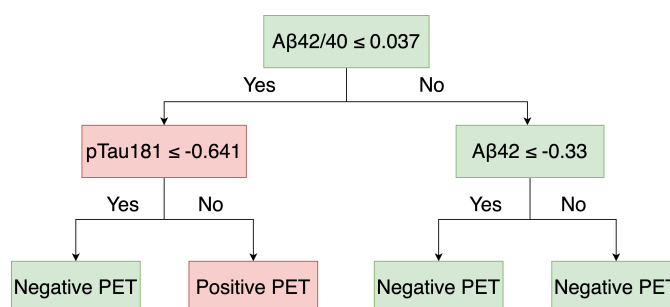 Aβ42/40 ≤ 0.037
Yes
No
pTau181 ≤ -0.641
Aβ42 ≤ -0.33
Yes
No
Yes
No
Negative PET
Positive PET
Negative PET
Negative PE